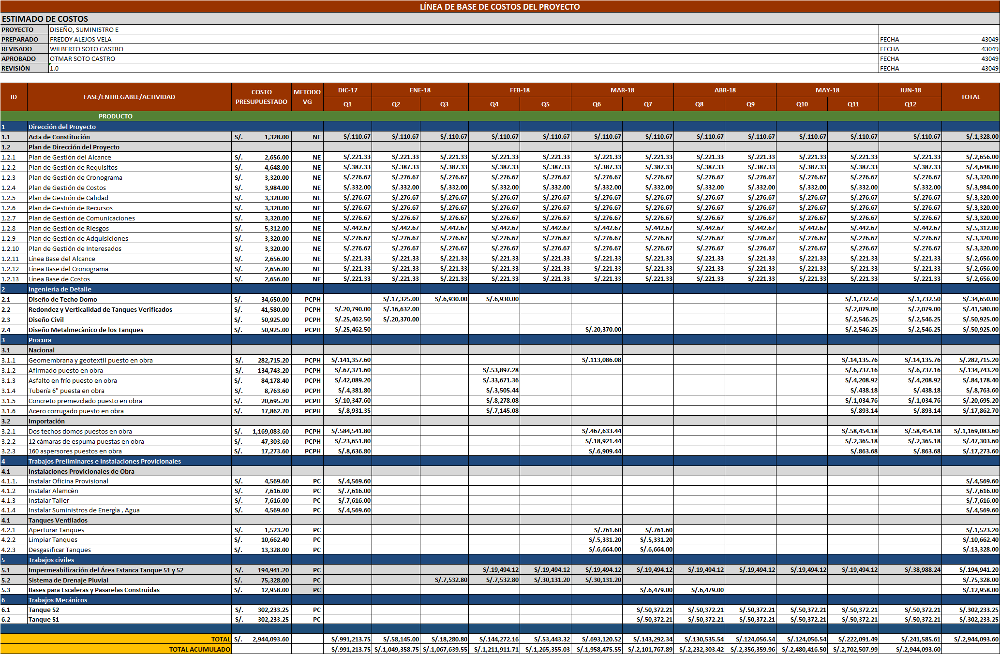 LÍNEA DE BASE DE COSTOS DEL PROYECTO
ESTIMADO DE COSTOS
PROYECTO DISEÑO, SUMINISTRO E
PREPARADO FREDDY ALEJOS VELA FECHA 43049
REVISADO WILBERTO SOTO CASTRO FECHA 43049
APROBADO OTMAR SOTO CASTRO FECHA 43049
REVISIÓN 1.0 FECHA 43049
ID FASE/ENTREGABLE/ACTIVIDAD COSTO PRESUPUESTADO METODO VG DIC-17 ENE-18 FEB-18 MAR-18 ABR-18 MAY-18 JUN-18 TOTAL
Q1 Q2 Q3 Q4 Q5 Q6 Q7 Q8 Q9 Q10 Q11 Q12
PRODUCTO
1 Dirección del Proyecto
1.1 Acta de Constitución S/. 1,328.00 NE S/.110.67 S/.110.67 S/.110.67 S/.110.67 S/.110.67 S/.110.67 S/.110.67 S/.110.67 S/.110.67 S/.110.67 S/.110.67 S/.110.67 S/.1,328.00
1.2 Plan de Dirección del Proyecto
1.2.1 Plan de Gestión del Alcance S/. 2,656.00 NE S/.221.33 S/.221.33 S/.221.33 S/.221.33 S/.221.33 S/.221.33 S/.221.33 S/.221.33 S/.221.33 S/.221.33 S/.221.33 S/.221.33 S/.2,656.00
1.2.2 Plan de Gestión de Requisitos S/. 4,648.00 NE S/.387.33 S/.387.33 S/.387.33 S/.387.33 S/.387.33 S/.387.33 S/.387.33 S/.387.33 S/.387.33 S/.387.33 S/.387.33 S/.387.33 S/.4,648.00
1.2.3 Plan de Gestión de Cronograma S/. 3,320.00 NE S/.276.67 S/.276.67 S/.276.67 S/.276.67 S/.276.67 S/.276.67 S/.276.67 S/.276.67 S/.276.67 S/.276.67 S/.276.67 S/.276.67 S/.3,320.00
1.2.4 Plan de Gestión de Costos S/. 3,984.00 NE S/.332.00 S/.332.00 S/.332.00 S/.332.00 S/.332.00 S/.332.00 S/.332.00 S/.332.00 S/.332.00 S/.332.00 S/.332.00 S/.332.00 S/.3,984.00
1.2.5 Plan de Gestión de Calidad S/. 3,320.00 NE S/.276.67 S/.276.67 S/.276.67 S/.276.67 S/.276.67 S/.276.67 S/.276.67 S/.276.67 S/.276.67 S/.276.67 S/.276.67 S/.276.67 S/.3,320.00
1.2.6 Plan de Gestión de Recursos S/. 3,320.00 NE S/.276.67 S/.276.67 S/.276.67 S/.276.67 S/.276.67 S/.276.67 S/.276.67 S/.276.67 S/.276.67 S/.276.67 S/.276.67 S/.276.67 S/.3,320.00
1.2.7 Plan de Gestión de Comunicaciones S/. 3,320.00 NE S/.276.67 S/.276.67 S/.276.67 S/.276.67 S/.276.67 S/.276.67 S/.276.67 S/.276.67 S/.276.67 S/.276.67 S/.276.67 S/.276.67 S/.3,320.00
1.2.8 Plan de Gestión de Riesgos S/. 5,312.00 NE S/.442.67 S/.442.67 S/.442.67 S/.442.67 S/.442.67 S/.442.67 S/.442.67 S/.442.67 S/.442.67 S/.442.67 S/.442.67 S/.442.67 S/.5,312.00
1.2.9 Plan de Gestión de Adquisiciones S/. 3,320.00 NE S/.276.67 S/.276.67 S/.276.67 S/.276.67 S/.276.67 S/.276.67 S/.276.67 S/.276.67 S/.276.67 S/.276.67 S/.276.67 S/.276.67 S/.3,320.00
1.2.10 Plan de Gestión de Interesados S/. 3,320.00 NE S/.276.67 S/.276.67 S/.276.67 S/.276.67 S/.276.67 S/.276.67 S/.276.67 S/.276.67 S/.276.67 S/.276.67 S/.276.67 S/.276.67 S/.3,320.00
1.2.11 Línea Base del Alcance S/. 2,656.00 NE S/.221.33 S/.221.33 S/.221.33 S/.221.33 S/.221.33 S/.221.33 S/.221.33 S/.221.33 S/.221.33 S/.221.33 S/.221.33 S/.221.33 S/.2,656.00
1.2.12 Línea Base del Cronograma S/. 2,656.00 NE S/.221.33 S/.221.33 S/.221.33 S/.221.33 S/.221.33 S/.221.33 S/.221.33 S/.221.33 S/.221.33 S/.221.33 S/.221.33 S/.221.33 S/.2,656.00
1.2.13 Línea Base de Costos S/. 2,656.00 NE S/.221.33 S/.221.33 S/.221.33 S/.221.33 S/.221.33 S/.221.33 S/.221.33 S/.221.33 S/.221.33 S/.221.33 S/.221.33 S/.221.33 S/.2,656.00
2 Ingeniería de Detalle
2.1 Diseño de Techo Domo S/. 34,650.00 PCPH S/.17,325.00 S/.6,930.00 S/.6,930.00 S/.1,732.50 S/.1,732.50 S/.34,650.00
2.2 Redondez y Verticalidad de Tanques Verificados S/. 41,580.00 PCPH S/.20,790.00 S/.16,632.00 S/.2,079.00 S/.2,079.00 S/.41,580.00
2.3 Diseño Civil S/. 50,925.00 PCPH S/.25,462.50 S/.20,370.00 S/.2,546.25 S/.2,546.25 S/.50,925.00
2.4 Diseño Metalmecànico de los Tanques S/. 50,925.00 PCPH S/.25,462.50 S/.20,370.00 S/.2,546.25 S/.2,546.25 S/.50,925.00
3 Procura
3.1 Nacional
3.1.1 Geomembrana y geotextil puesto en obra S/. 282,715.20 PCPH S/.141,357.60 S/.113,086.08 S/.14,135.76 S/.14,135.76 S/.282,715.20
3.1.2 Afirmado puesto en obra S/. 134,743.20 PCPH S/.67,371.60 S/.53,897.28 S/.6,737.16 S/.6,737.16 S/.134,743.20
3.1.3 Asfalto en frío puesto en obra S/. 84,178.40 PCPH S/.42,089.20 S/.33,671.36 S/.4,208.92 S/.4,208.92 S/.84,178.40
3.1.4 Tubería 6" puesta en obra S/. 8,763.60 PCPH S/.4,381.80 S/.3,505.44 S/.438.18 S/.438.18 S/.8,763.60
3.1.5 Concreto premezclado puesto en obra S/. 20,695.20 PCPH S/.10,347.60 S/.8,278.08 S/.1,034.76 S/.1,034.76 S/.20,695.20
3.1.6 Acero corrugado puesto en obra S/. 17,862.70 PCPH S/.8,931.35 S/.7,145.08 S/.893.14 S/.893.14 S/.17,862.70
3.2 Importación
3.2.1 Dos techos domos puestos en obra S/. 1,169,083.60 PCPH S/.584,541.80 S/.467,633.44 S/.58,454.18 S/.58,454.18 S/.1,169,083.60
3.2.2 12 cámaras de espuma puestas en obra S/. 47,303.60 PCPH S/.23,651.80 S/.18,921.44 S/.2,365.18 S/.2,365.18 S/.47,303.60
3.2.3 160 aspersores puestos en obra S/. 17,273.60 PCPH S/.8,636.80 S/.6,909.44 S/.863.68 S/.863.68 S/.17,273.60
4 Trabajos Preliminares e Instalaciones Provicionales
4.1 Instalaciones Provicionales de Obra
4.1.1. Instalar Oficina Provisional S/. 4,569.60 PC S/.4,569.60 S/.4,569.60
4.1.2 Instalar Alamcèn S/. 7,616.00 PC S/.7,616.00 S/.7,616.00
4.1.3 Instalar Taller S/. 7,616.00 PC S/.7,616.00 S/.7,616.00
4.1.4 Instalar Suministros de Energìa , Agua S/. 4,569.60 PC S/.4,569.60 S/.4,569.60
4.1 Tanques Ventilados
4.2.1 Aperturar Tanques S/. 1,523.20 PC S/.761.60 S/.761.60 S/.1,523.20
4.2.2 Limpiar Tanques S/. 10,662.40 PC S/.5,331.20 S/.5,331.20 S/.10,662.40
4.2.3 Desgasificar Tanques S/. 13,328.00 PC S/.6,664.00 S/.6,664.00 S/.13,328.00
5 Trabajos civiles
5.1 Impermeabilización del Área Estanca Tanque 51 y 52 S/. 194,941.20 PC S/.19,494.12 S/.19,494.12 S/.19,494.12 S/.19,494.12 S/.19,494.12 S/.19,494.12 S/.19,494.12 S/.19,494.12 S/.38,988.24 S/.194,941.20
5.2 Sistema de Drenaje Pluvial S/. 75,328.00 PC S/.7,532.80 S/.7,532.80 S/.30,131.20 S/.30,131.20 S/.75,328.00
5.3 Bases para Escaleras y Pasarelas Construidas S/. 12,958.00 PC S/.6,479.00 S/.6,479.00 S/.12,958.00
6 Trabajos Mecánicos
6.1 Tanque 52 S/. 302,233.25 PC S/.50,372.21 S/.50,372.21 S/.50,372.21 S/.50,372.21 S/.50,372.21 S/.50,372.21 S/.302,233.25
6.2 Tanque 51 S/. 302,233.25 PC S/.50,372.21 S/.50,372.21 S/.50,372.21 S/.50,372.21 S/.50,372.21 S/.50,372.21 S/.302,233.25
TOTAL S/. 2,944,093.60 S/.991,213.75 S/.58,145.00 S/.18,280.80 S/.144,272.16 S/.53,443.32 S/.693,120.52 S/.143,292.34 S/.130,535.54 S/.124,056.54 S/.124,056.54 S/.222,091.49 S/.241,585.61 S/.2,944,093.60
TOTAL ACUMULADO S/.991,213.75 S/.1,049,358.75 S/.1,067,639.55 S/.1,211,911.71 S/.1,265,355.03 S/.1,958,475.55 S/.2,101,767.89 S/.2,232,303.42 S/.2,356,359.96 S/.2,480,416.50 S/.2,702,507.99 S/.2,944,093.60